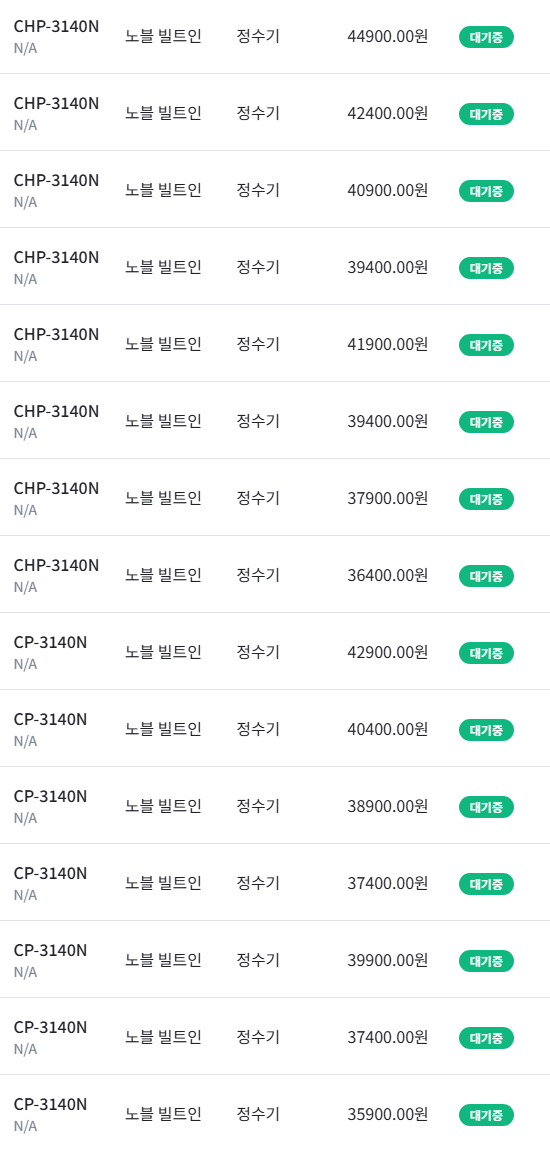 CHP-3140N 노블 빌트인 정수기 44900.00원 대기중
N/A
CHP-3140N 노블 빌트인 정수기 42400.00원 대기중
N/A
CHP-3140N 노블 빌트인 정수기 40900.00원 대기중
N/A
CHP-3140N 노블 빌트인 정수기 39400.00원 대기중
N/A
CHP-3140N 노블 빌트인 정수기 41900.00원 대기중
N/A
CHP-3140N 노블 빌트인 정수기 39400.00원 대기중
N/A
CHP-3140N 노블 빌트인 정수기 37900.00원 대기중
N/A
CHP-3140N 노블 빌트인 정수기 36400.00원 대기중
N/A
CP-3140N 노블 빌트인 정수기 42900.00원 대기중
N/A
CP-3140N 노블 빌트인 정수기 40400.00원 대기중
N/A
CP-3140N 노블 빌트인 정수기 38900.00원 대기중
N/A
CP-3140N 노블 빌트인 정수기 37400.00원 대기중
N/A
CP-3140N 노블 빌트인 정수기 39900.00원 대기중
N/A
CP-3140N 노블 빌트인 정수기 37400.00원 대기중
N/A
CP-3140N 노블 빌트인 정수기 35900.00원 대기중
N/A